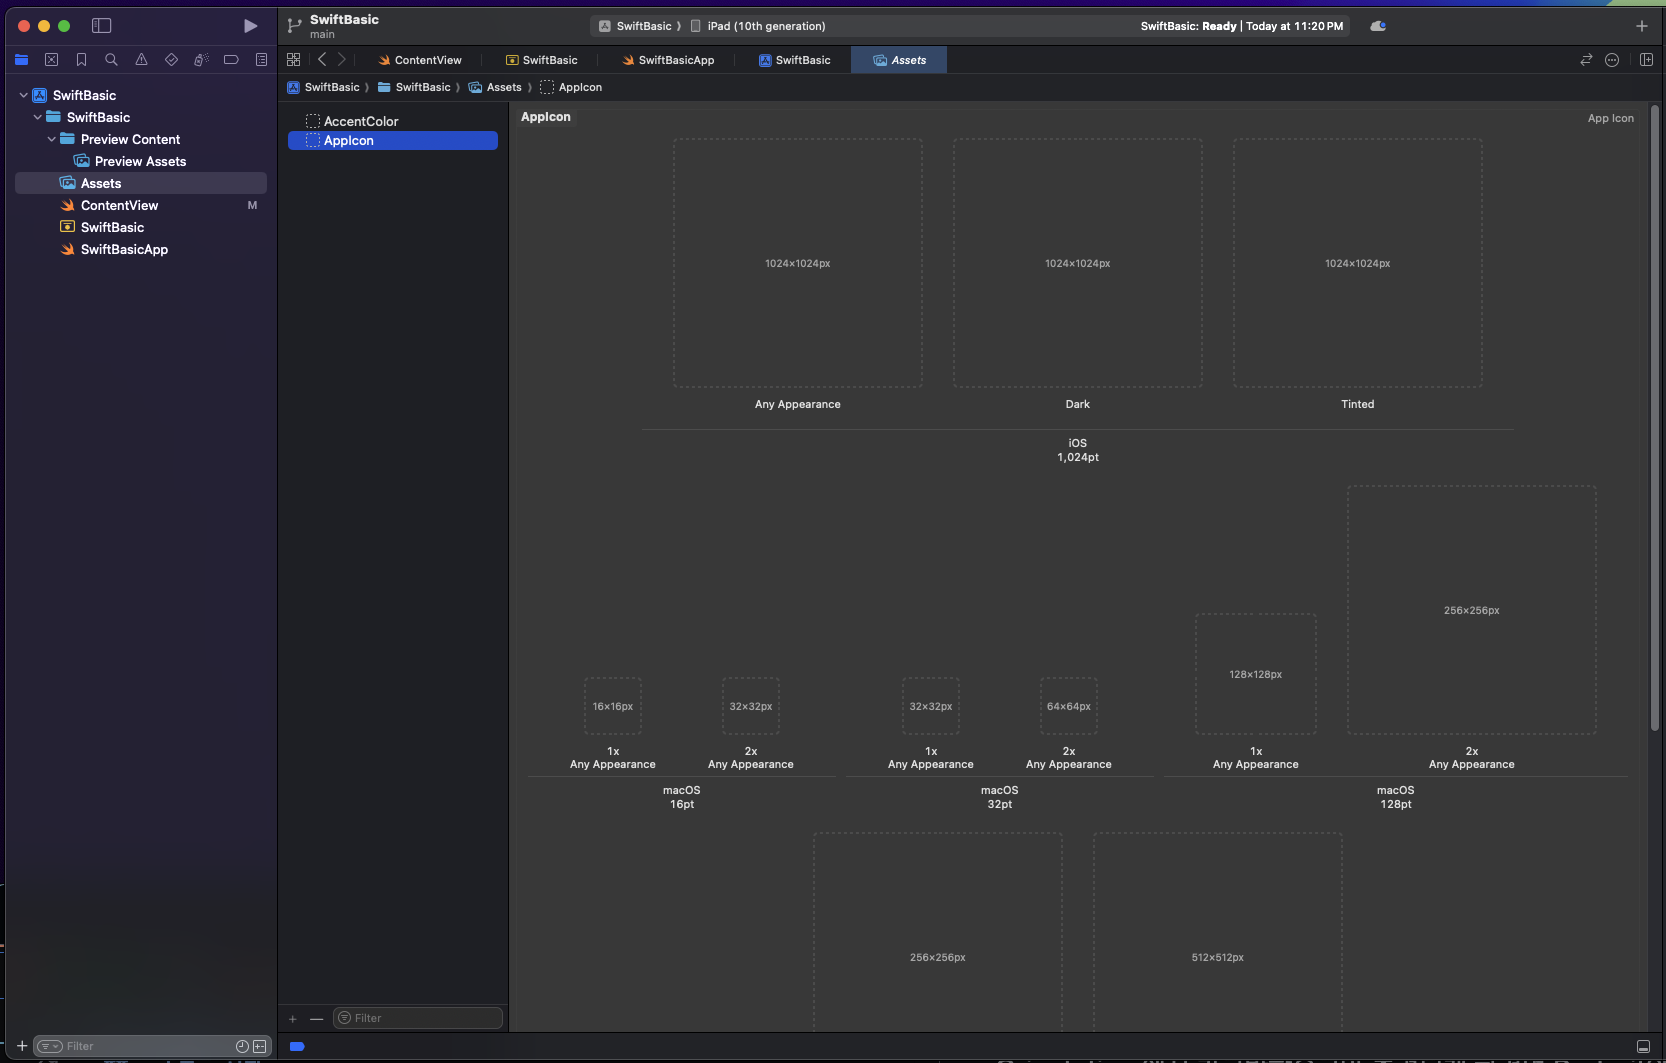 SwiftBasic
main
SwiftBasic
iPad (10th generation)
SwiftBasic: Ready | Today at 11:20 PM
ContentView
SwiftBasic
SwiftBasicApp
SwiftBasic
Assets
SwiftBasic
SwiftBasic
Assets
AppIcon
SwiftBasic
SwiftBasic
Preview Content
Preview Assets
Assets
ContentView M
SwiftBasic
SwiftBasicApp
AccentColor
AppIcon
AppIcon
App Icon
1024×1024px
1024×1024px
1024×1024px
Any Appearance
Dark
Tinted
iOS
1,024pt
256×256px
128×128px
16×16px
32×32px
32×32px
64×64px
1x
Any Appearance
2x
Any Appearance
1x
Any Appearance
2x
Any Appearance
1x
Any Appearance
2x
Any Appearance
macOS
16pt
macOS
32pt
macOS
128pt
256×256px
512×512px
Filter
Filter